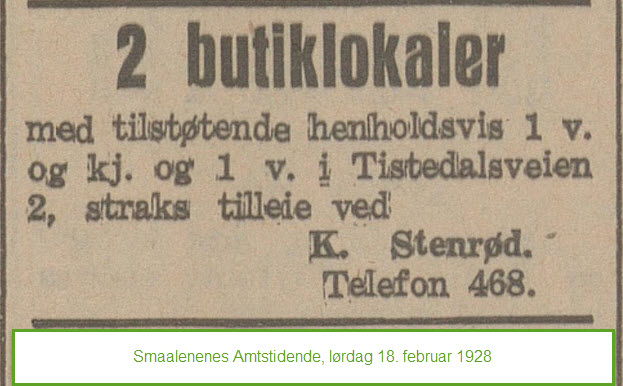 2 butiklokaler
med tilstøtende henholdsvis 1 v.
og kj. og 1 v. i Tistedalsveien
2, straks tilleie ved
K. Stenrød.
Telefon 468.
Smaalenenes Amtstidende, lørdag 18. februar 1928